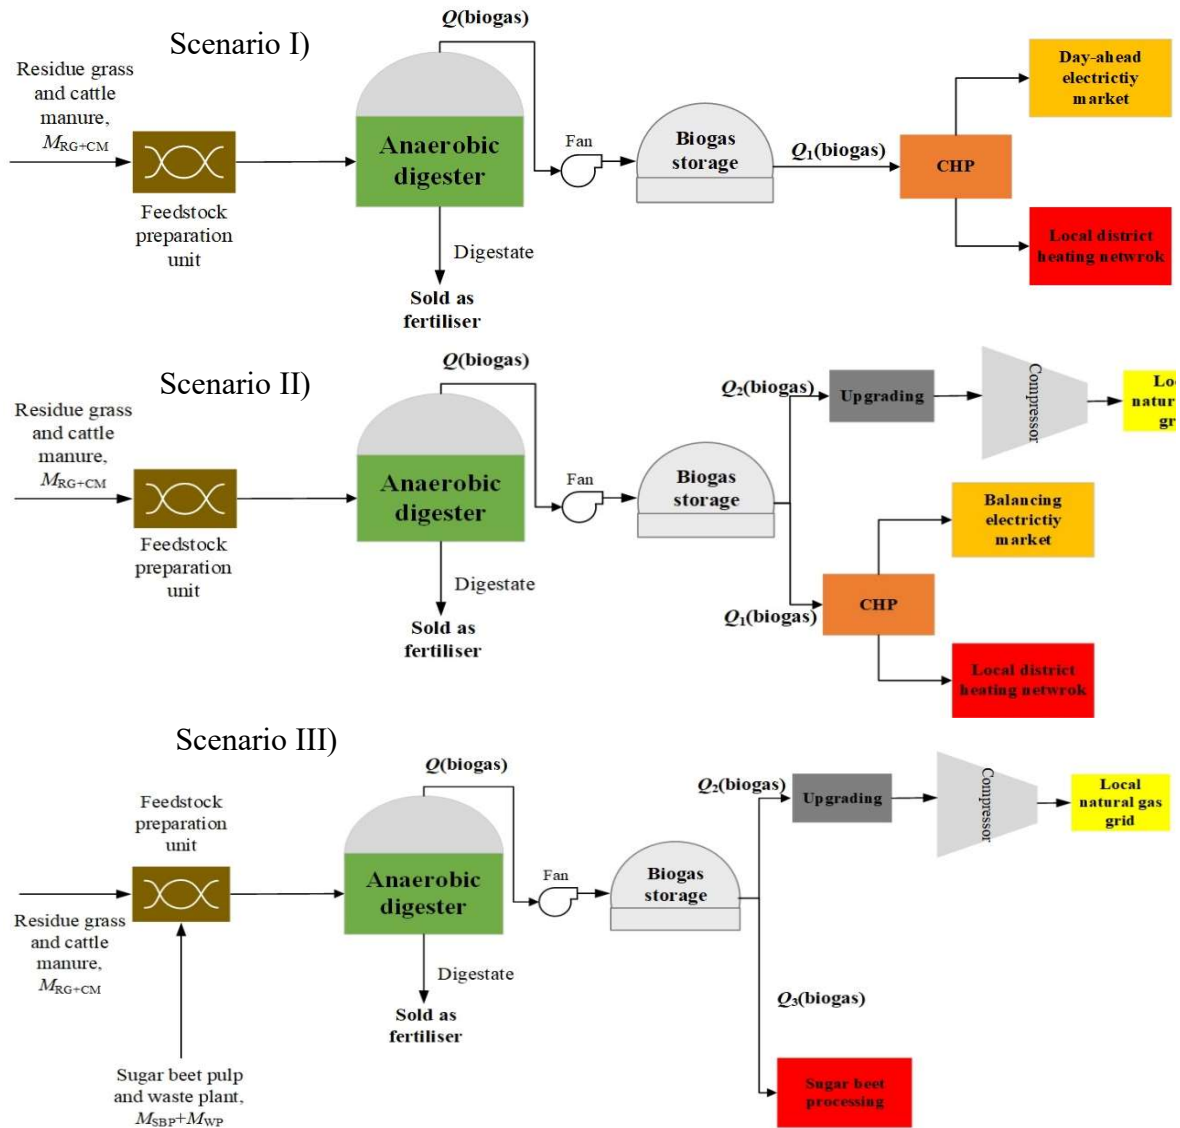 Scenario I)
Q(biogas)
Residue grass
and cattle
manure,
MRG+CM
Feedstock
preparation
unit
Anaerobic
digester
Digestate
Sold as
fertiliser
Fan
Biogas
storage
Q1(biogas)
CHP
Day-ahead
electrictiy
market
Local district
heating netwrok
Scenario II)
Q(biogas)
Residue grass
and cattle
manure,
MRG+CM
Feedstock
preparation
unit
Anaerobic
digester
Digestate
Sold as
fertiliser
Fan
Biogas
storage
Q2(biogas)
Upgrading
Compressor
Q1(biogas)
CHP
Balancing
electrictiy
market
Local district
heating netwrok
Scenario III)
Q(biogas)
Feedstock
preparation
unit
Residue grass
and cattle
manure,
MRG+CM
Sugar beet pulp
and waste plant,
MSBP+MWP
Anaerobic
digester
Digestate
Sold as
fertiliser
Fan
Biogas
storage
Q2(biogas)
Upgrading
Compressor
Local
natural gas
grid
Q3(biogas)
Sugar beet
processing